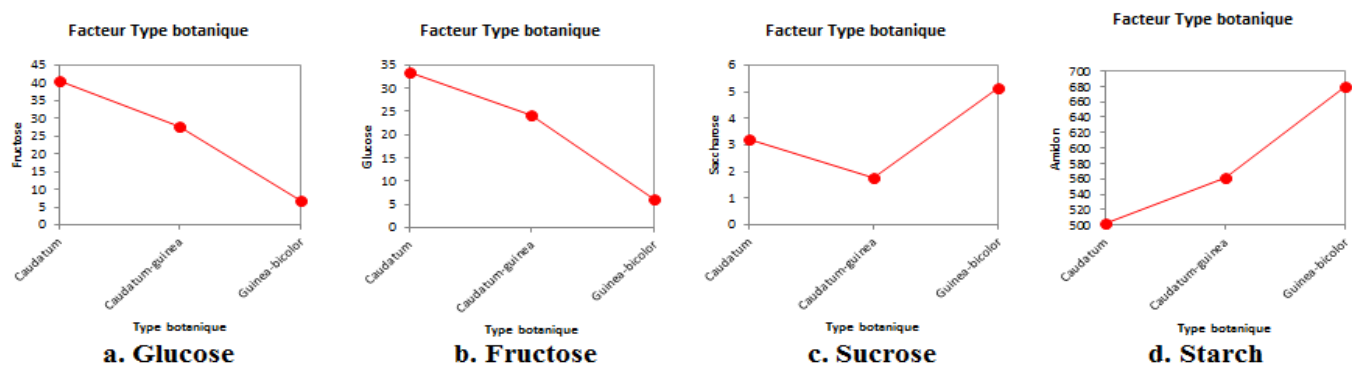 Facteur Type botanique
45
40
35
30
25
20
15
10
5
0
Fructose
Caudatum
Caudatum-guinea
Guinea-bicolor
Type botanique
a. Glucose
Facteur Type botanique
35
30
25
20
15
10
5
0
Glucose
Caudatum
Caudatum-guinea
Guinea-bicolor
Type botanique
b. Fructose
Facteur Type botanique
6
5
4
3
2
1
0
Saccharose
Caudatum
Caudatum-guinea
Guinea-bicolor
Type botanique
c. Sucrose
Facteur Type botanique
700
680
660
640
620
600
580
560
540
520
500
Amidon
Caudatum
Caudatum-guinea
Guinea-bicolor
Type botanique
d. Starch